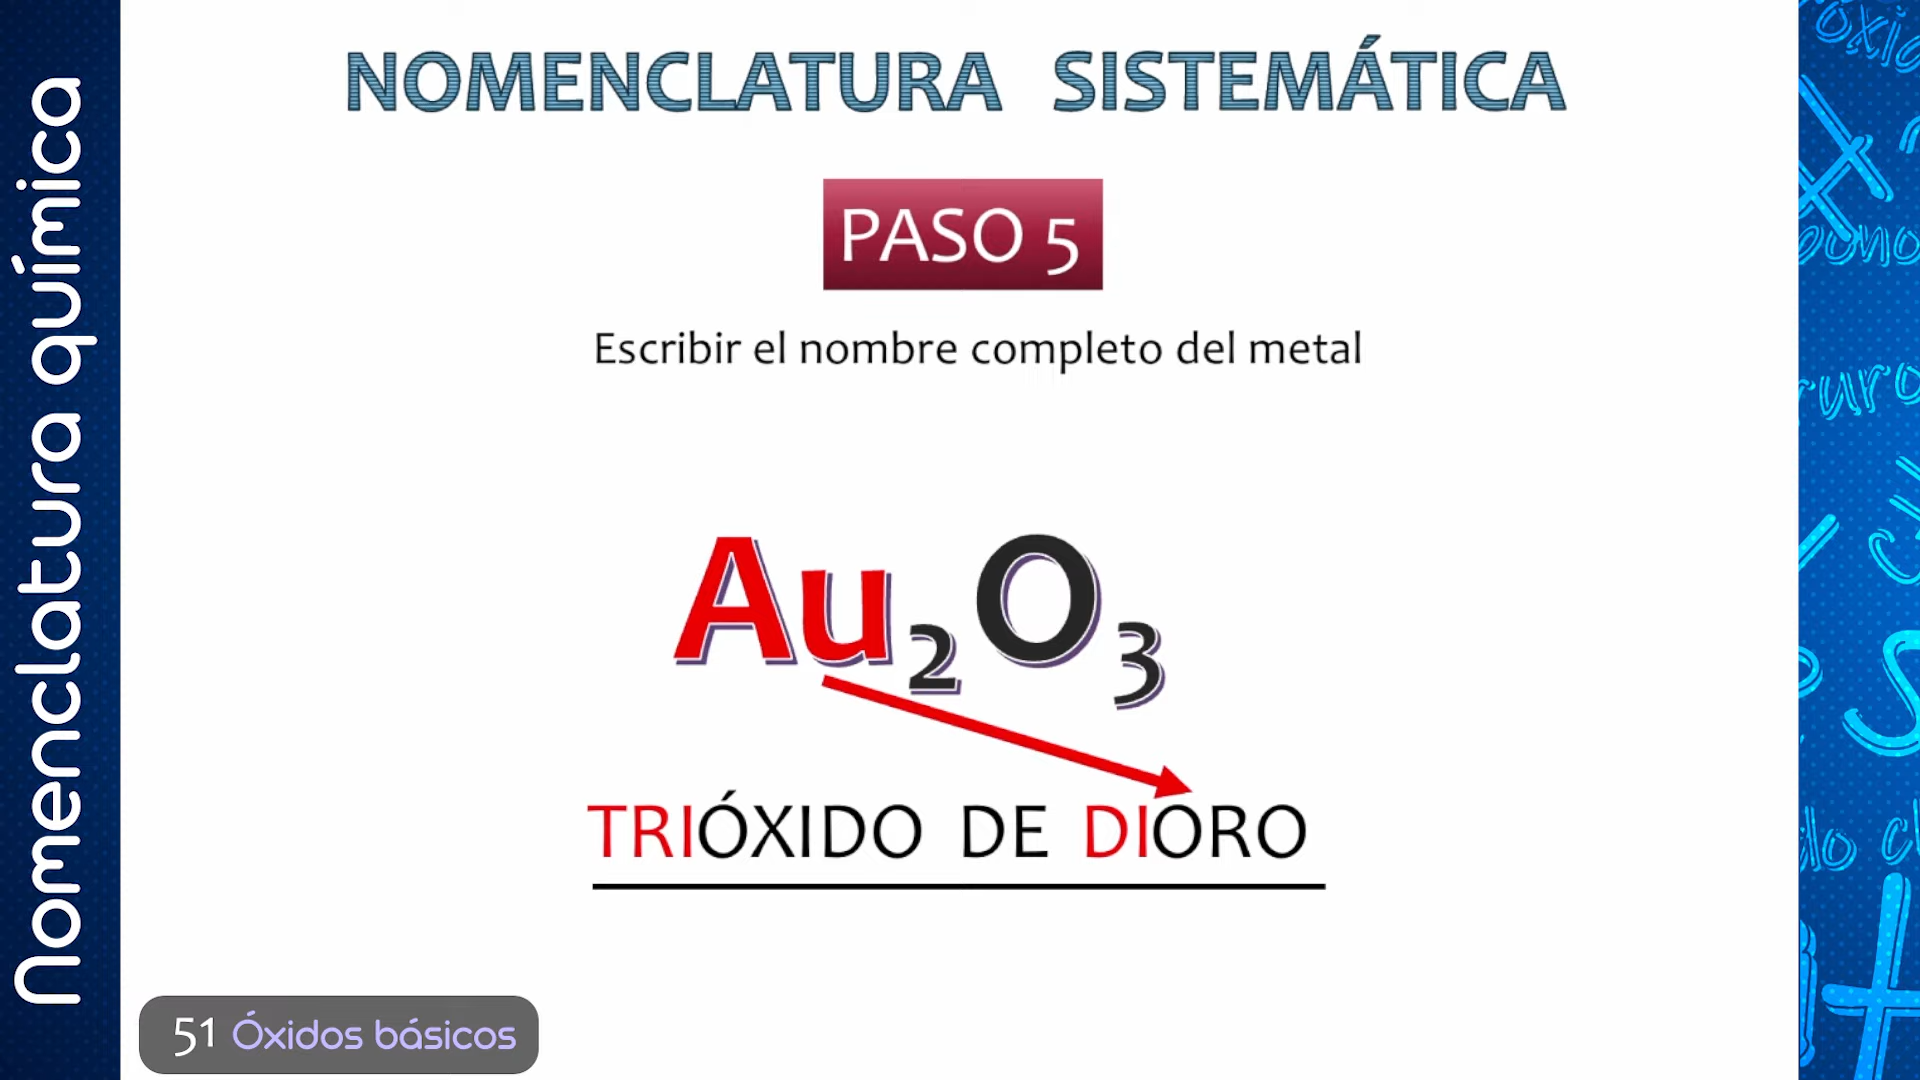 Nomenclatura química
NOMENCLATURA SISTEMÁTICA
PASO 5
Escribir el nombre completo del metal
Au₂O₃
TRIÓXIDO DE DIORO
51 Óxidos básicos